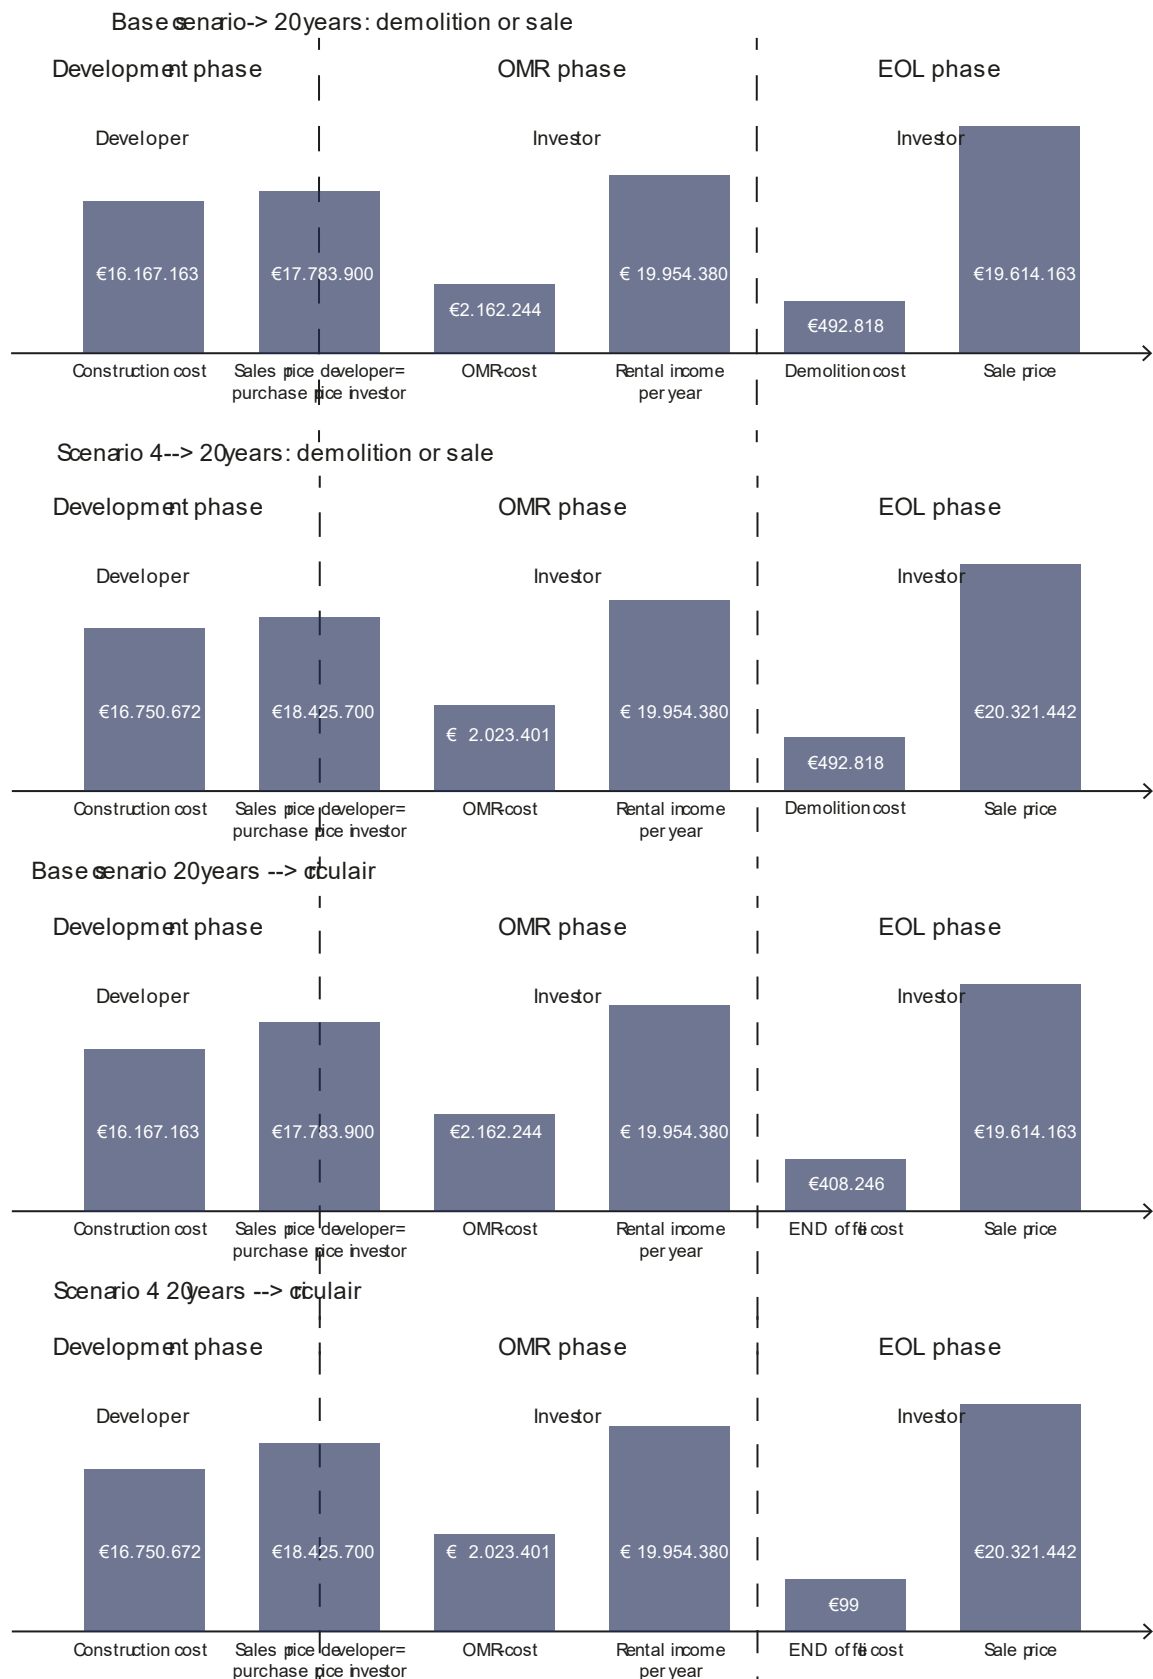 Base scenario-> 20years: demolition or sale
Development phase
OMR phase
EOL phase
Developer
Investor
Investor
€16.167.163
€17.783.900
€2.162.244
€ 19.954.380
€492.818
€19.614.163
Construction cost
Sales price developer=
purchase price investor
OMR-cost
Rental income
per year
Demolition cost
Sale price
Scenario 4--> 20years: demolition or sale
Development phase
OMR phase
EOL phase
Developer
Investor
Investor
€16.750.672
€18.425.700
€ 2.023.401
€ 19.954.380
€492.818
€20.321.442
Construction cost
Sales price developer=
purchase price investor
OMR-cost
Rental income
per year
Demolition cost
Sale price
Base scenario 20years --> circulair
Development phase
OMR phase
EOL phase
Developer
Investor
Investor
€16.167.163
€17.783.900
€2.162.244
€ 19.954.380
€408.246
€19.614.163
Construction cost
Sales price developer=
purchase price investor
OMR-cost
Rental income
per year
END of life cost
Sale price
Scenario 4 20years --> circulair
Development phase
OMR phase
EOL phase
Developer
Investor
Investor
€16.750.672
€18.425.700
€ 2.023.401
€ 19.954.380
€99
€20.321.442
Construction cost
Sales price developer=
purchase price investor
OMR-cost
Rental income
per year
END of life cost
Sale price